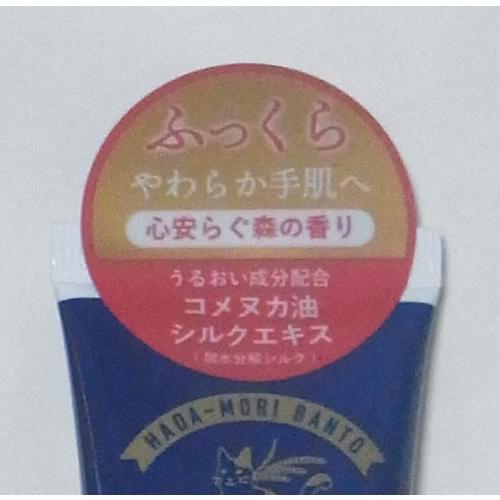 ふっくら
やわらか手肌へ
心安らぐ森の香り
うるおい成分配合
コメヌカ油
シルクエキス
(加水分解シルク)
HADA-MORI BANTO